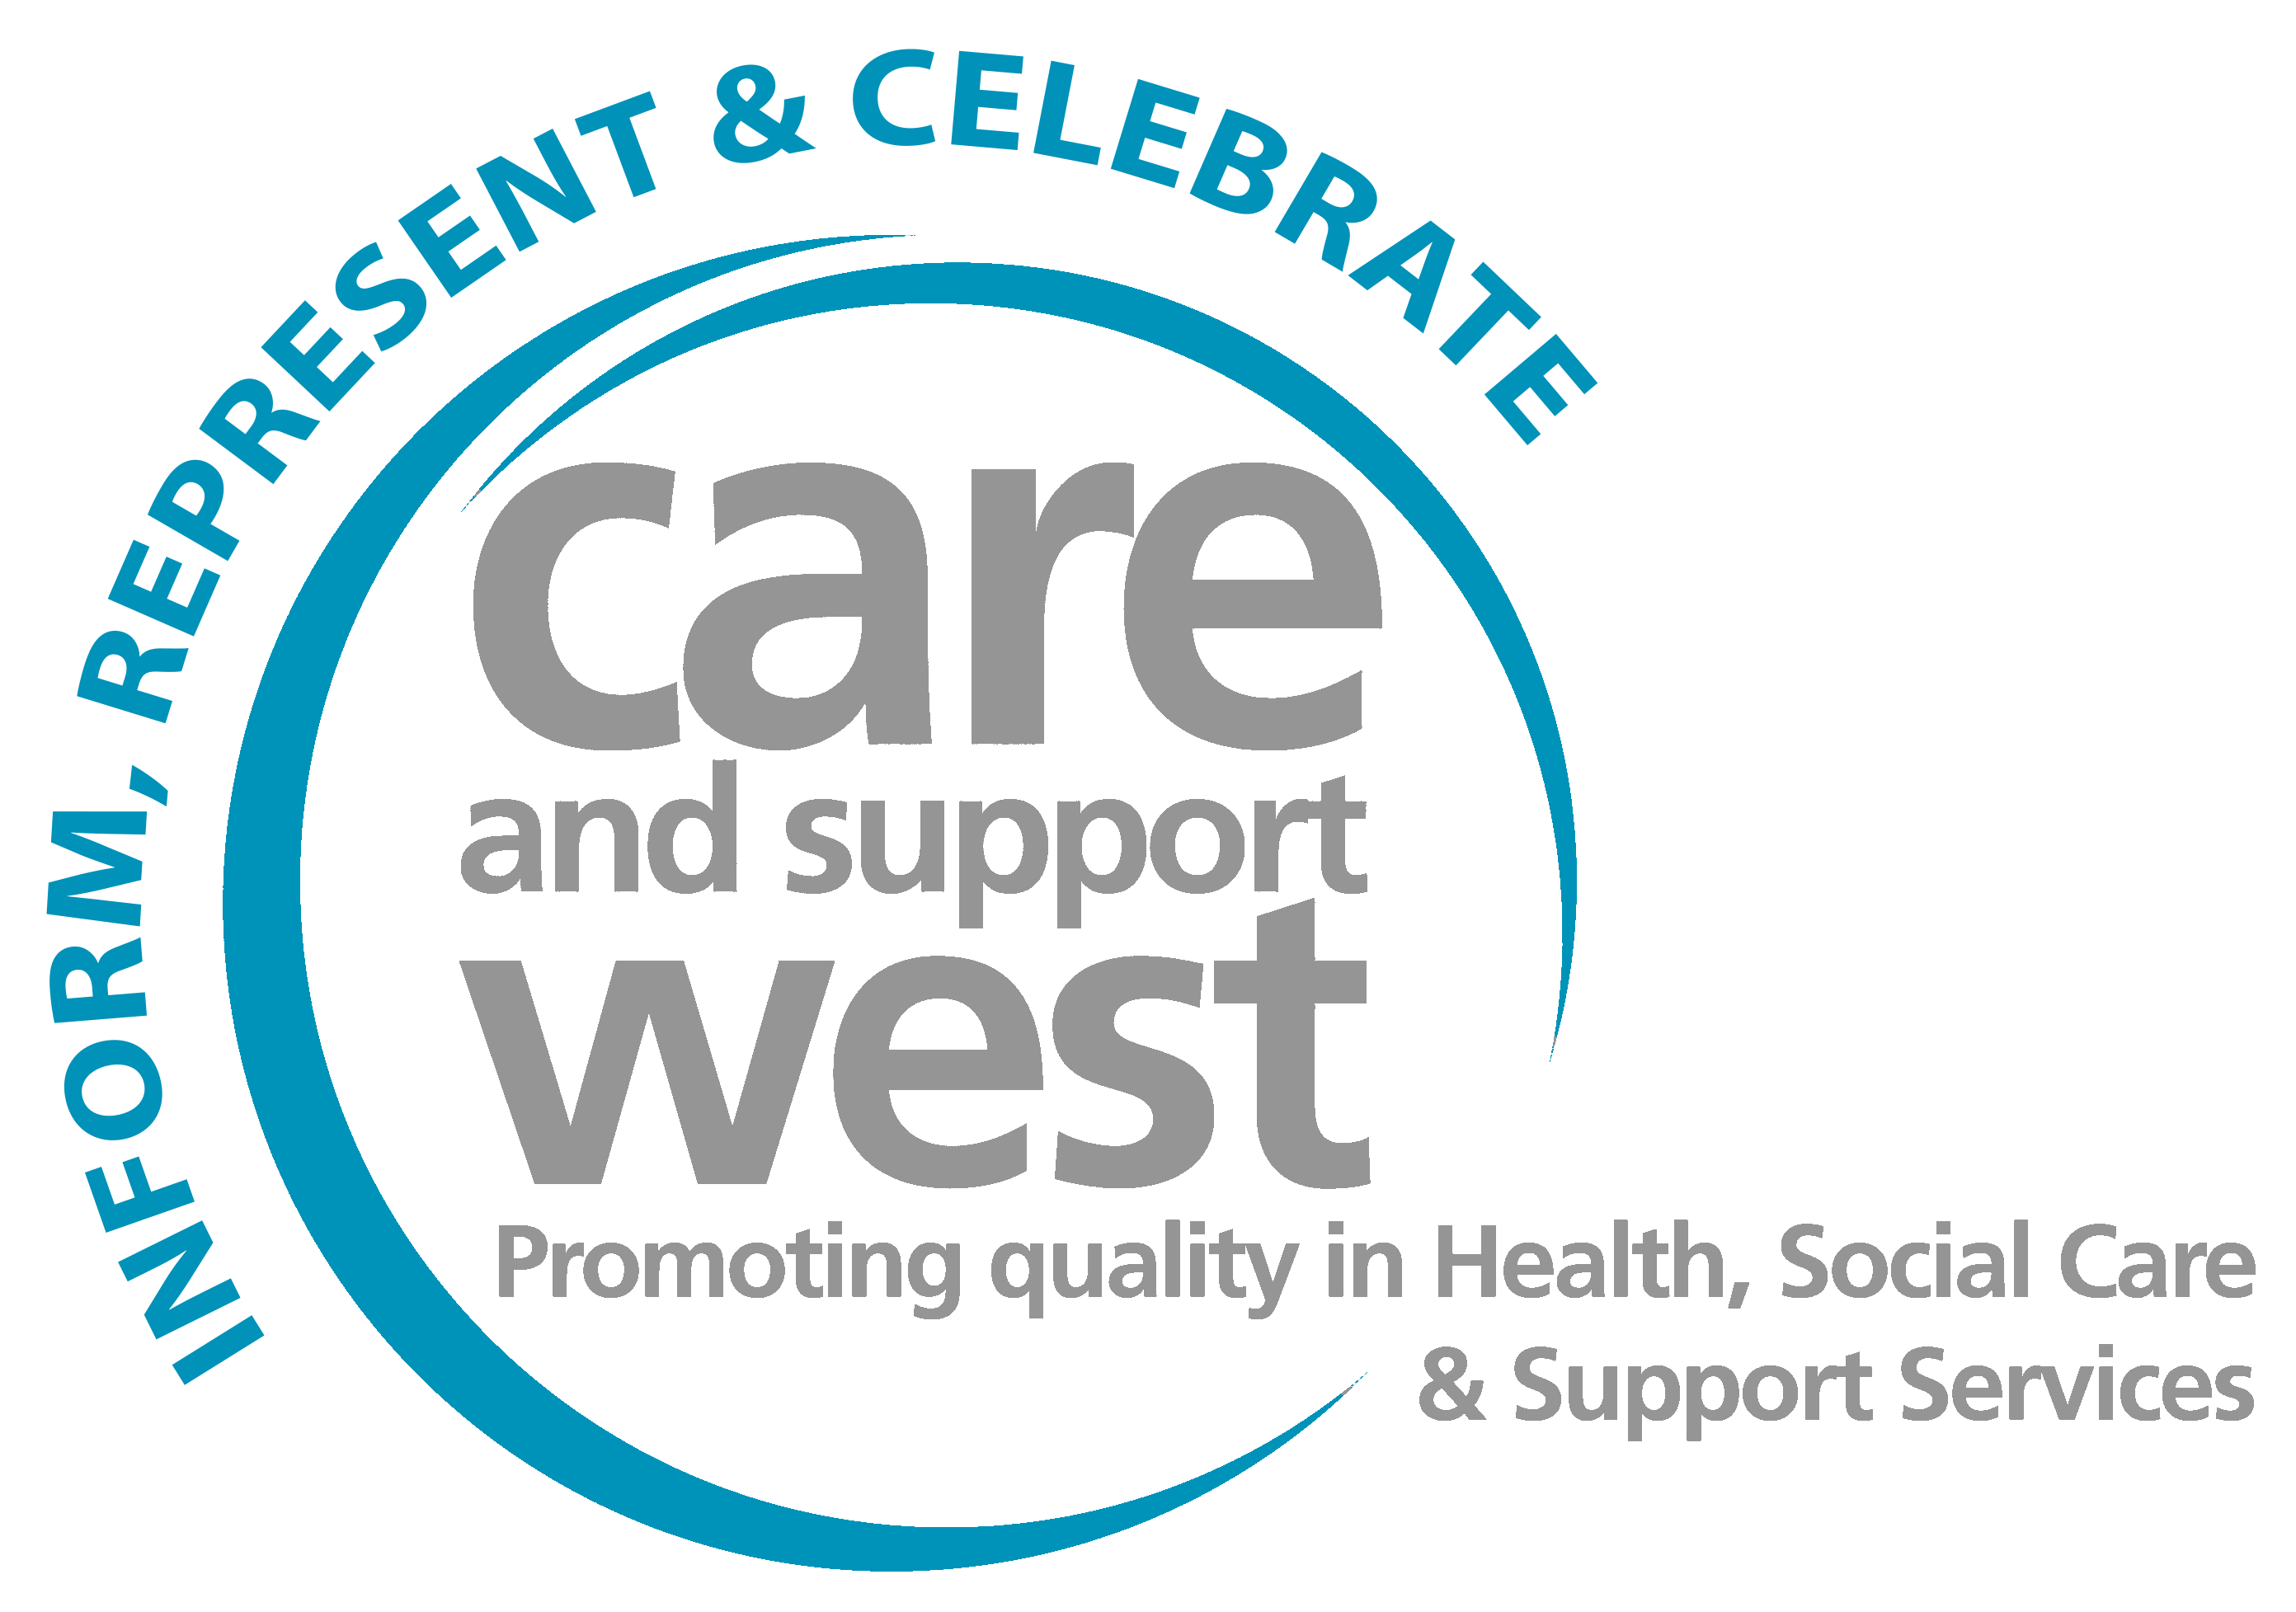 INFORM, REPRESENT & CELEBRATE
care
and support
west
Promoting quality in Health, Social Care
& Support Services